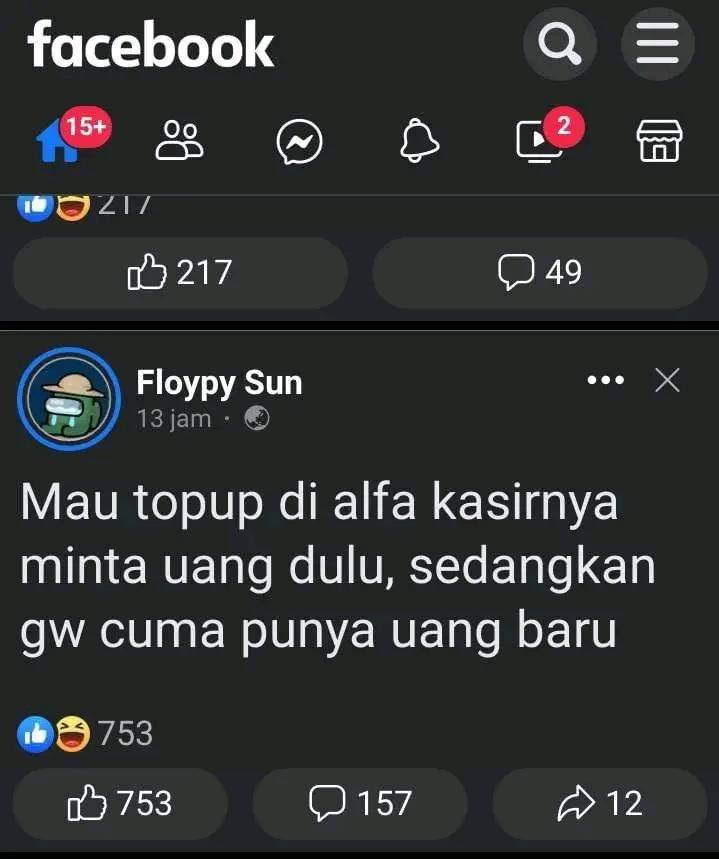 facebook
15+
2
217
217
49
Floypy Sun
13 jam ·
Mau topup di alfa kasirnya
minta uang dulu, sedangkan
gw cuma punya uang baru
753
753
157
12